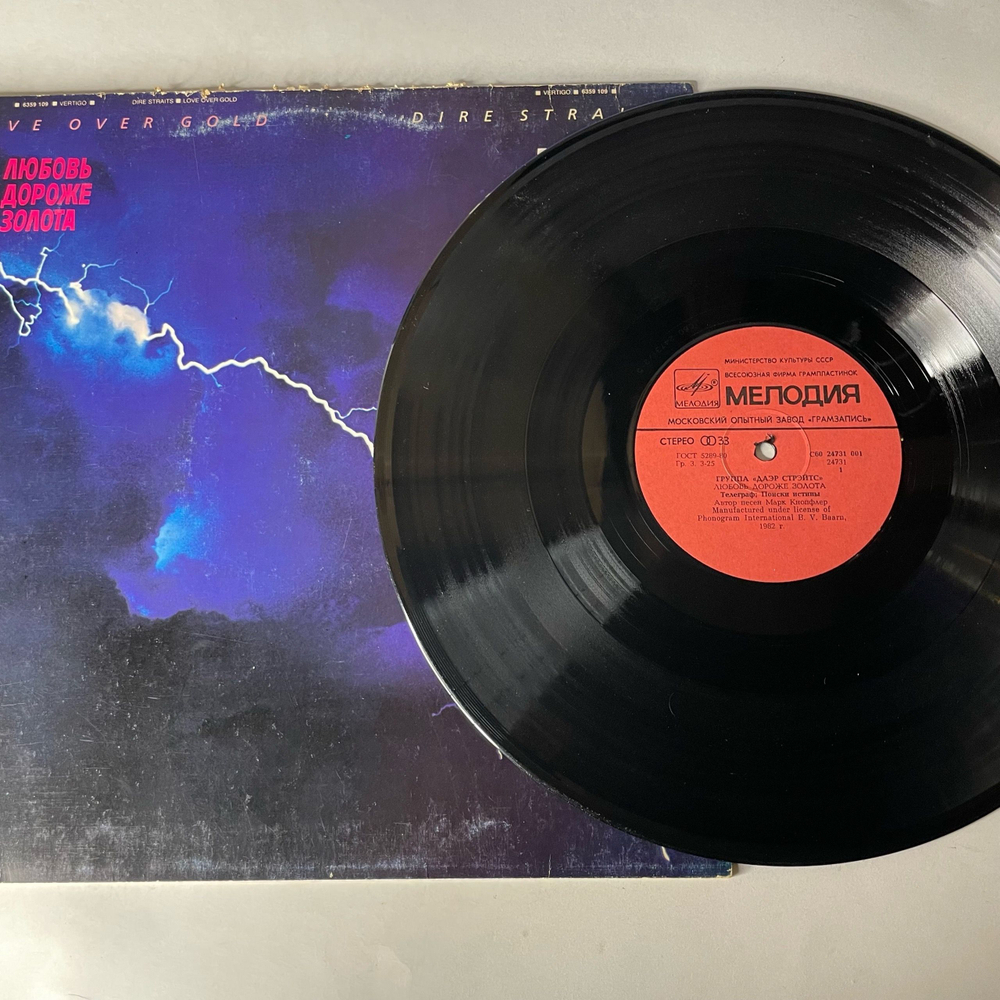 ■ 6359 109 ■ VERTIGO ■ DIRE STRAITS ■ LOVE OVER GOLD
■ VERTIGO ■ 6359 109 ■
VE OVER GOLD DIRE STRA
ЛЮБОВЬ
ДОРОЖЕ
ЗОЛОТА
МИНИСТЕРСТВО КУЛЬТУРЫ СССР
ВСЕСОЮЗНАЯ ФИРМА ГРАМПЛАСТИНОК
МЕЛОДИЯ
МЕЛОДИЯ
МОСКОВСКИЙ ОПЫТНЫЙ ЗАВОД «ГРАМЗАПИСЬ»
СТЕРЕО 33
ГОСТ 5289-80 С60 24731 001
Гр. 3. 3-25 24731
1
ГРУППА «ДАЭР СТРЭЙТС»
ЛЮБОВЬ ДОРОЖЕ ЗОЛОТА
Телеграф; Поиски истины
Автор песен Марк Кнопфлер
Manufactured under license of
Phonogram International B. V. Baarn,
1982 г.